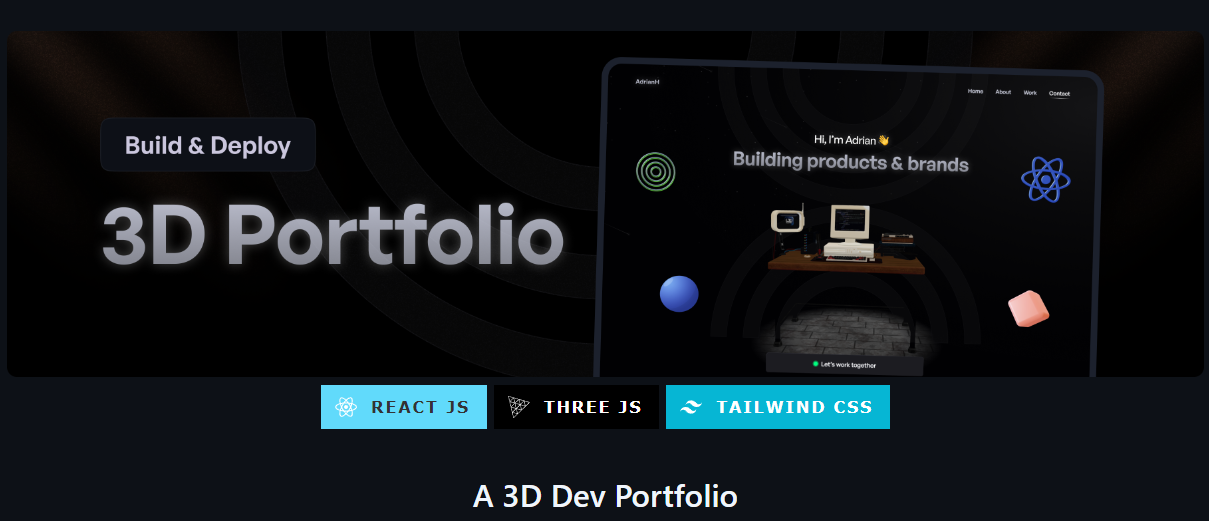 AdrianH
Home About Work Contact
Build & Deploy
3D Portfolio
Hi, I'm Adrian 👋
Building products & brands
Let's work together
REACT JS
THREE JS
TAILWIND CSS
A 3D Dev Portfolio